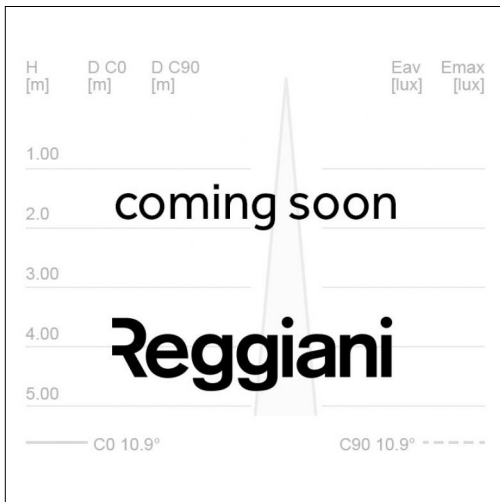 H D C0 D C90 Eav Emax
[m] [m] [m] [lux] [lux]
1.00
coming soon
2.0
3.00
4.00
Reggiani
5.00
C0 10.9° C90 10.9°